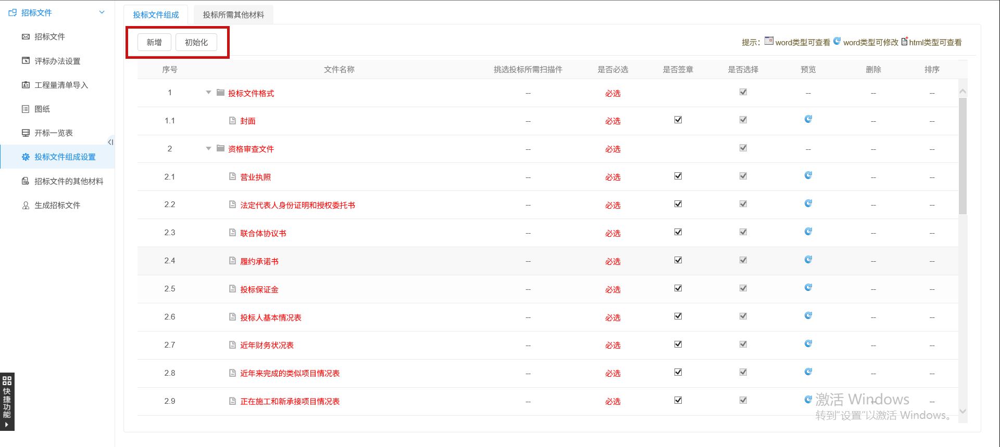 招标文件
招标文件
评标办法设置
工程量清单导入
图纸
开标一览表
投标文件组成设置
招标文件的其他材料
生成招标文件
快捷功能
投标文件组成 投标所需其他材料
新增 初始化
提示: word类型可查看 word类型可修改 html类型可查看
序号 文件名称 挑选投标所需扫描件 是否必选 是否签章 是否选择 预览 删除 排序
1 投标文件格式 -- 必选 -- -- --
1.1 封面 -- 必选 -- --
2 资格审查文件 -- 必选 -- -- --
2.1 营业执照 -- 必选 -- --
2.2 法定代表人身份证明和授权委托书 -- 必选 -- --
2.3 联合体协议书 -- 必选 -- --
2.4 履约承诺书 -- 必选 -- --
2.5 投标保证金 -- 必选 -- --
2.6 投标人基本情况表 -- 必选 -- --
2.7 近年财务状况表 -- 必选 -- --
2.8 近年来完成的类似项目情况表 -- 必选 -- --
2.9 正在施工和新承接项目情况表 -- 必选 -- --
激活 Windows
转到“设置”以激活 Windows。